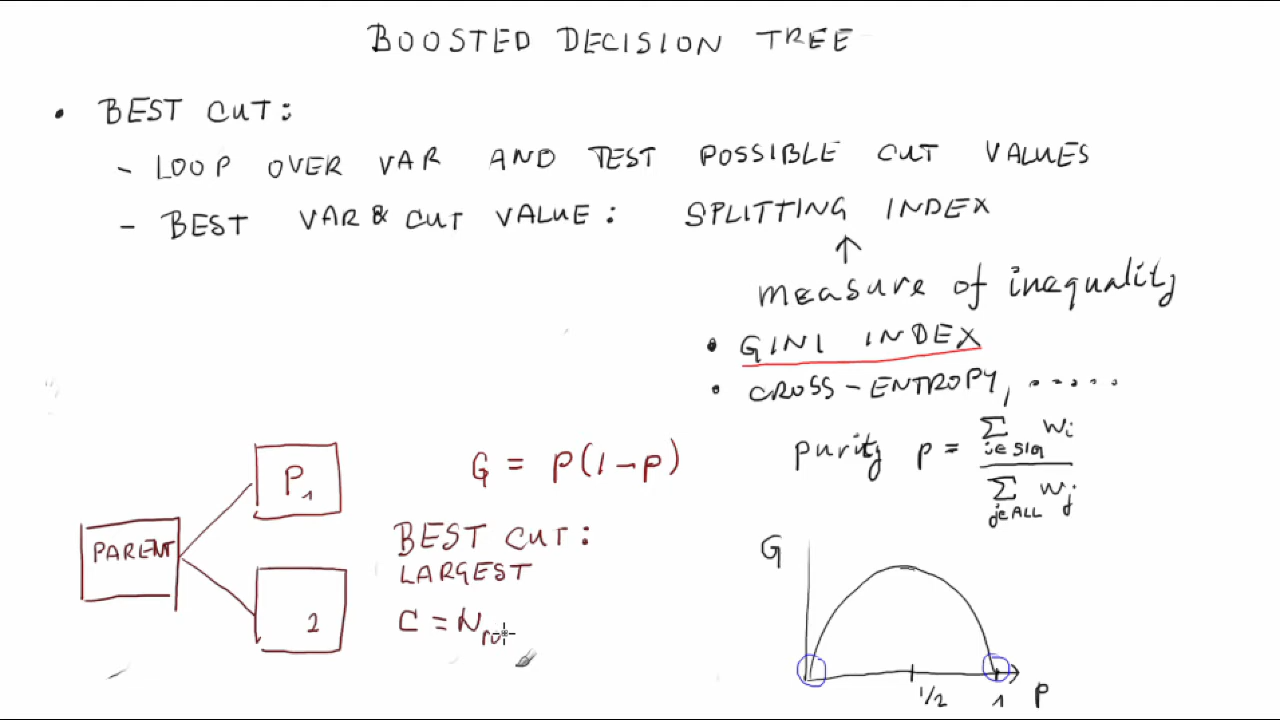 BOOSTED DECISION TREE
• BEST CUT:
- LOOP OVER VAR AND TEST POSSIBLE CUT VALUES
- BEST VAR & CUT VALUE: SPLITTING INDEX
↑
measure of inequality
• GINI INDEX
• CROSS-ENTROPY, .....
purity p = Σ i∈SIG Wi / Σ j∈ALL Wj
G = P(1-P)
P1
PARENT
2
BEST CUT:
LARGEST
C = N
G
1/2 1 P